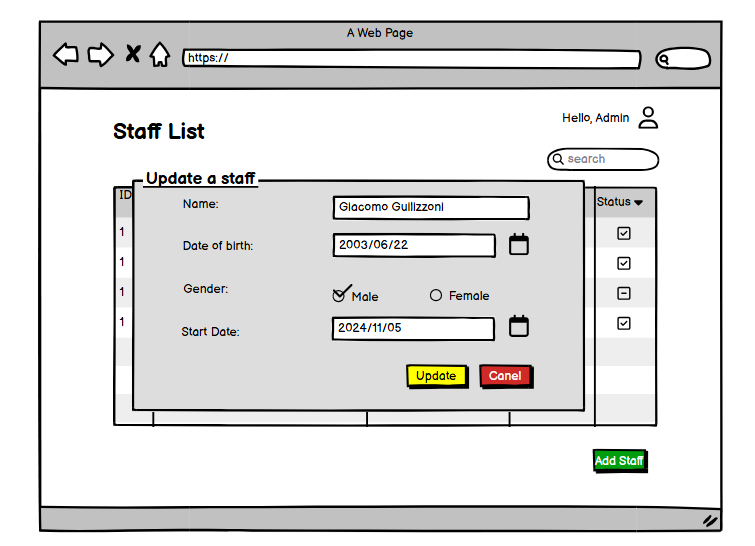 A Web Page
https://
Hello, Admin
Staff List
search
Update a staff
ID
Status
Name:
Giacomo Guilizzoni
1
Date of birth:
2003/06/22
1
Gender:
Male
Female
1
Start Date:
2024/11/05
1
Update
Canel
Add Staff